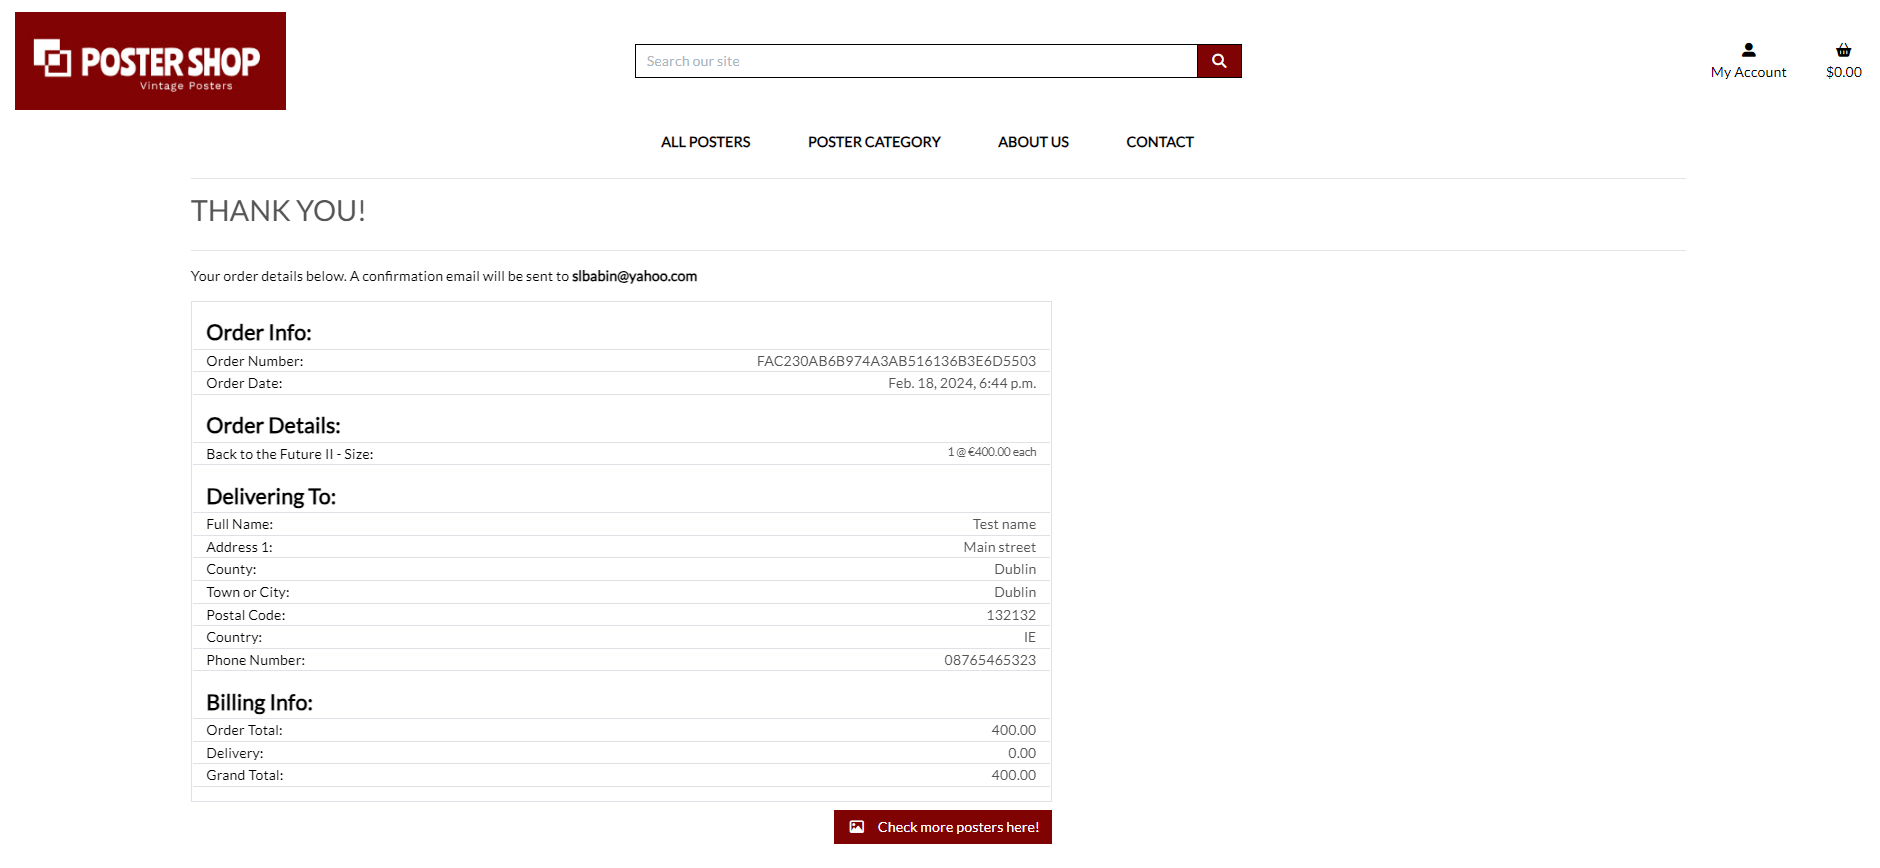 POSTER SHOP
Vintage Posters
Search our site
My Account
$0.00
ALL POSTERS
POSTER CATEGORY
ABOUT US
CONTACT
THANK YOU!
Your order details below. A confirmation email will be sent to slbabin@yahoo.com
Order Info:
Order Number: FAC230AB6B974A3AB516136B3E6D5503
Order Date: Feb. 18, 2024, 6:44 p.m.
Order Details:
Back to the Future II - Size: 1 @ €400.00 each
Delivering To:
Full Name: Test name
Address 1: Main street
County: Dublin
Town or City: Dublin
Postal Code: 132132
Country: IE
Phone Number: 08765465323
Billing Info:
Order Total: 400.00
Delivery: 0.00
Grand Total: 400.00
Check more posters here!